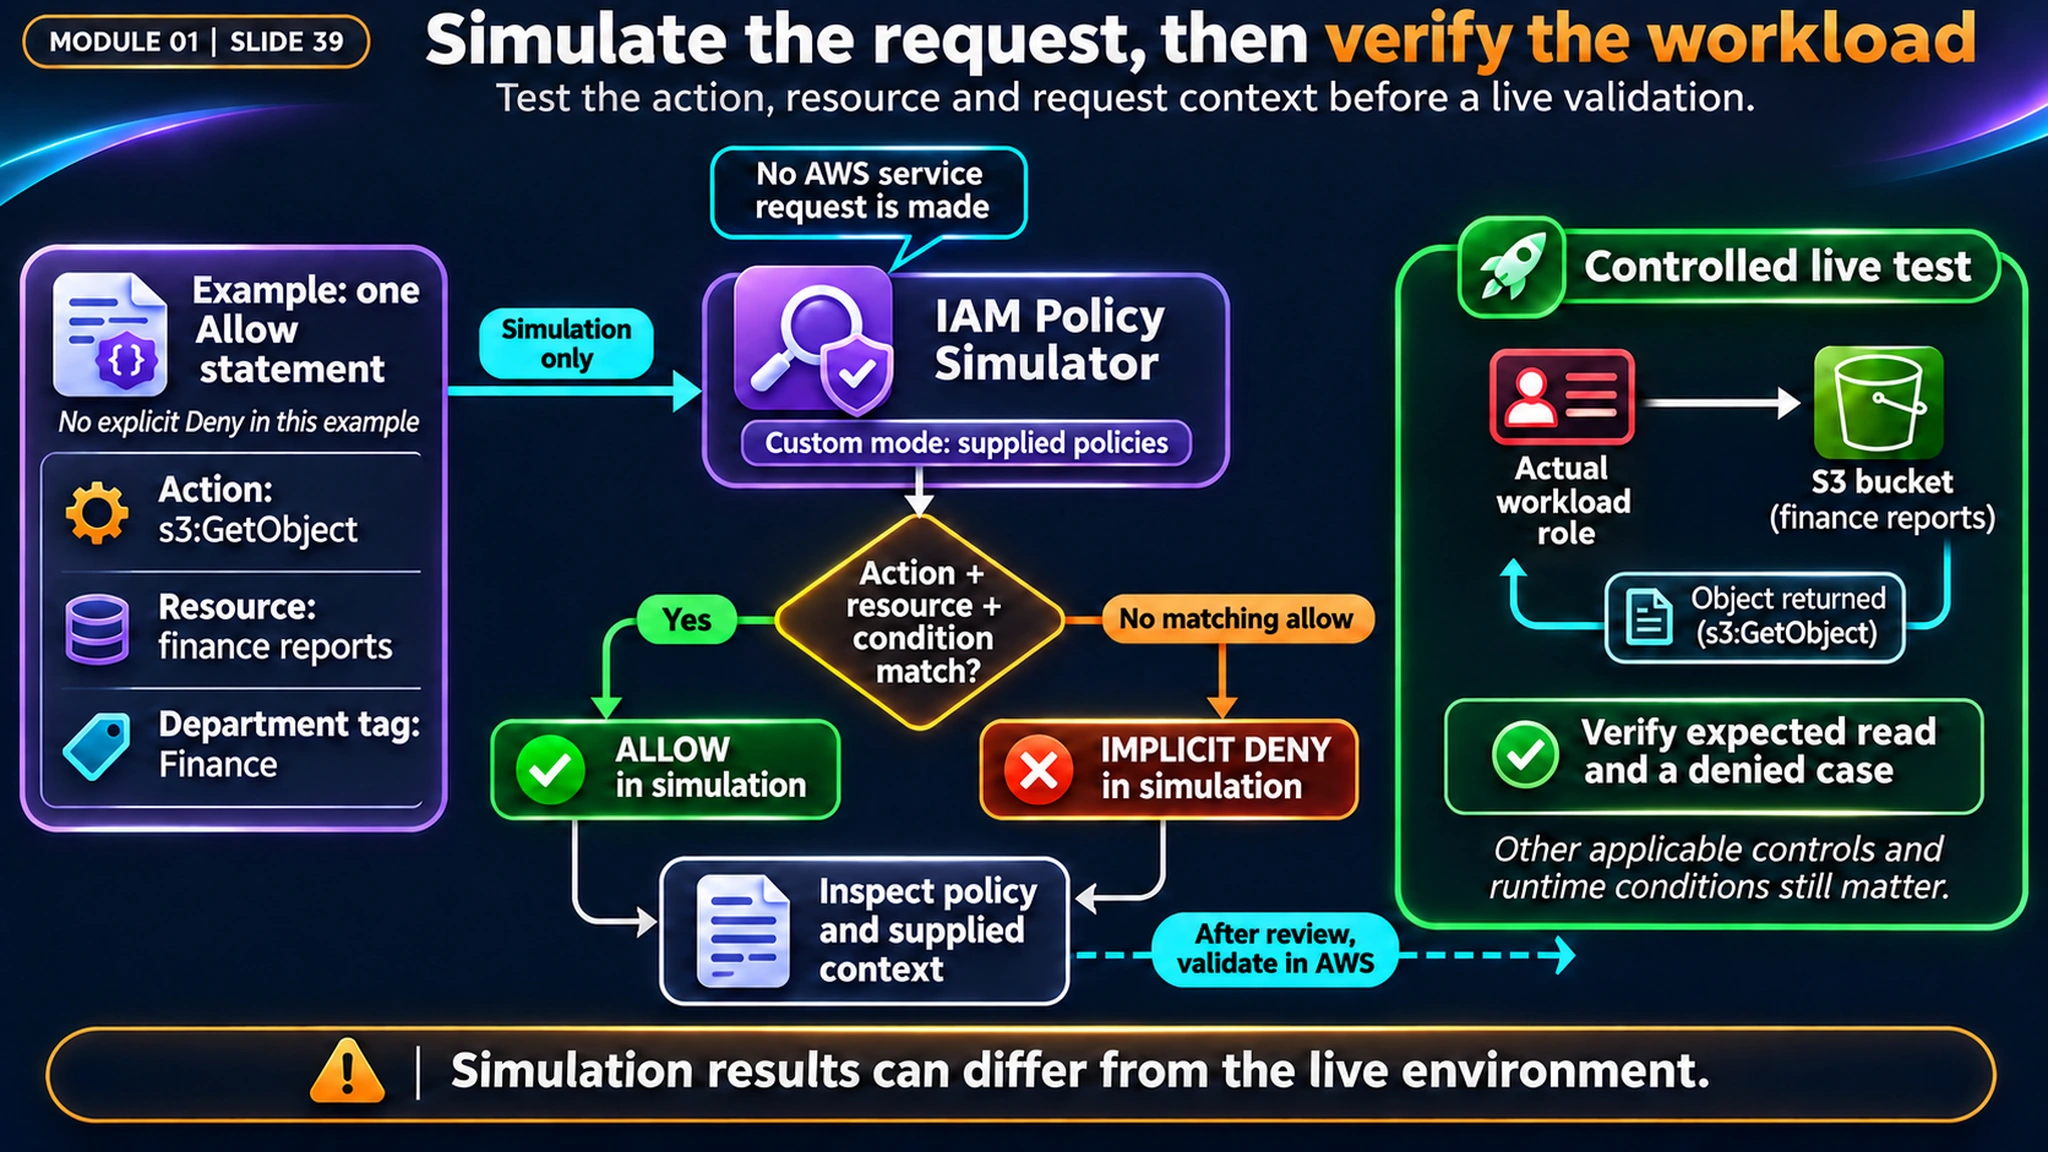 MODULE 01 | SLIDE 39
Simulate the request, then verify the workload
Test the action, resource and request context before a live validation.
No AWS service
request is made
Example: one
Allow
statement
No explicit Deny in this example
Action:
s3:GetObject
Resource:
finance reports
Department tag:
Finance
Simulation
only
IAM Policy
Simulator
Custom mode: supplied policies
Action +
resource +
condition
match?
Yes
No matching allow
ALLOW
in simulation
IMPLICIT DENY
in simulation
Inspect policy
and supplied
context
After review,
validate in AWS
Controlled live test
Actual
workload
role
S3 bucket
(finance reports)
Object returned
(s3:GetObject)
Verify expected read
and a denied case
Other applicable controls and
runtime conditions still matter.
Simulation results can differ from the live environment.